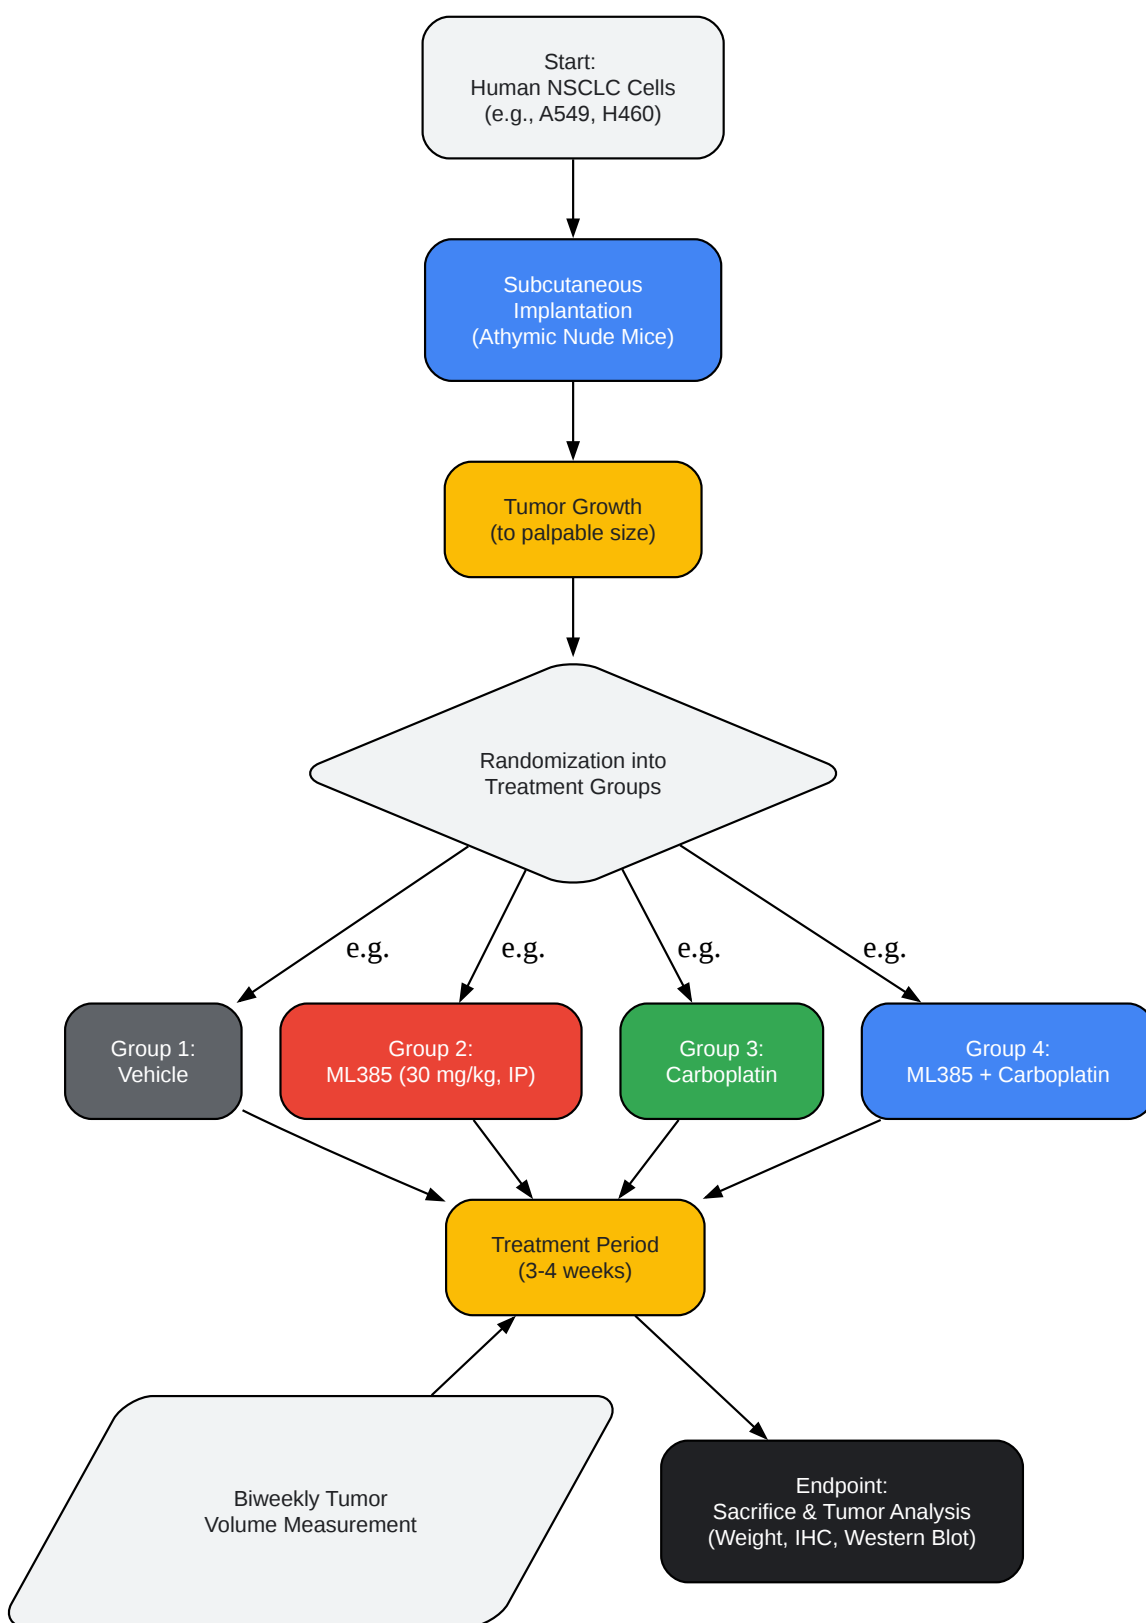 Start:
Human NSCLC Cells
(e.g., A549, H460)
Subcutaneous
Implantation
(Athymic Nude Mice)
Tumor Growth
(to palpable size)
Randomization into
Treatment Groups
e.g.
e.g.
e.g.
e.g.
Group 1:
Vehicle
Group 2:
ML385 (30 mg/kg, IP)
Group 3:
Carboplatin
Group 4:
ML385 + Carboplatin
Treatment Period
(3-4 weeks)
Biweekly Tumor
Volume Measurement
Endpoint:
Sacrifice & Tumor Analysis
(Weight, IHC, Western Blot)